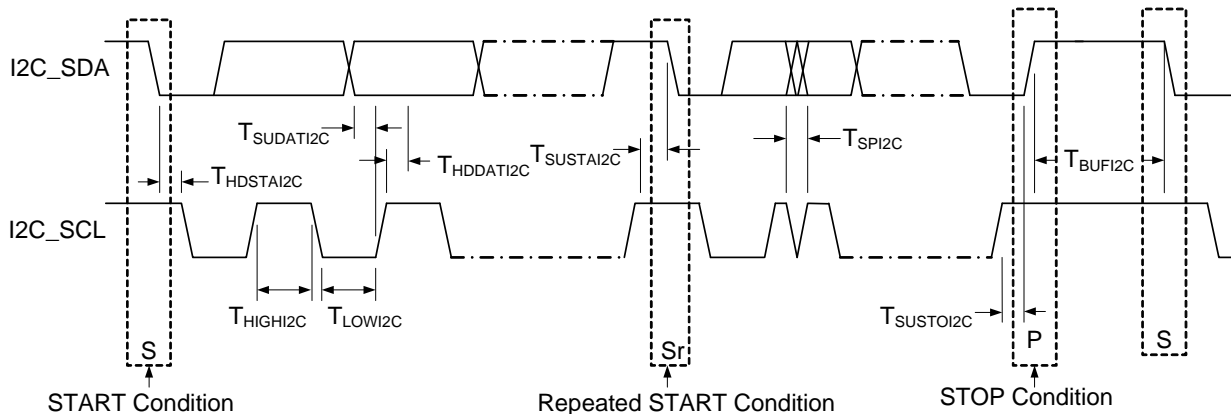 I2C_SDA
T_SUDATI2C
T_HDSTAI2C
T_HDDATI2C
T_SUSTAI2C
T_SPI2C
T_BUFI2C
I2C_SCL
T_HIGHI2C
T_LOWI2C
T_SUSTOI2C
S
Sr
P
S
START Condition
Repeated START Condition
STOP Condition